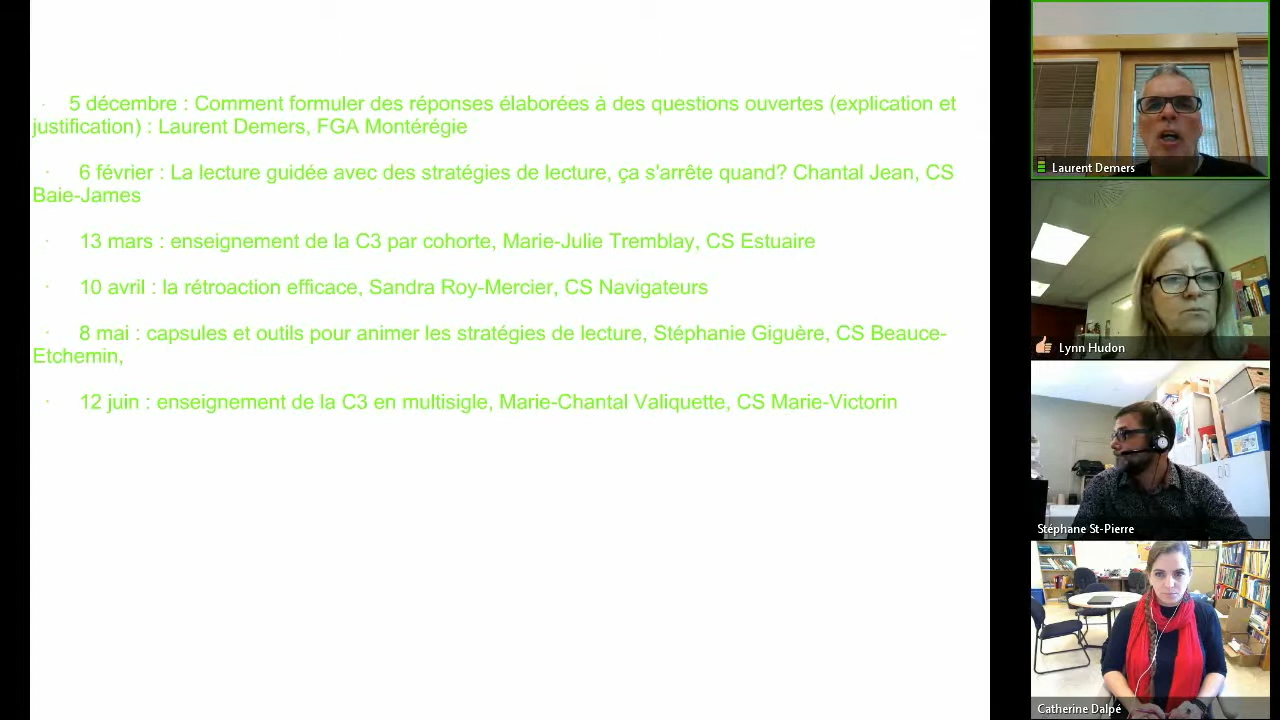 · 5 décembre : Comment formuler des réponses élaborées à des questions ouvertes (explication et
justification) : Laurent Demers, FGA Montérégie
· 6 février : La lecture guidée avec des stratégies de lecture, ça s'arrête quand? Chantal Jean, CS
Baie-James
· 13 mars : enseignement de la C3 par cohorte, Marie-Julie Tremblay, CS Estuaire
· 10 avril : la rétroaction efficace, Sandra Roy-Mercier, CS Navigateurs
· 8 mai : capsules et outils pour animer les stratégies de lecture, Stéphanie Giguère, CS Beauce-
Etchemin,
· 12 juin : enseignement de la C3 en multisigle, Marie-Chantal Valiquette, CS Marie-Victorin
Laurent Demers
Lynn Hudon
Stéphane St-Pierre
Catherine Dalpé